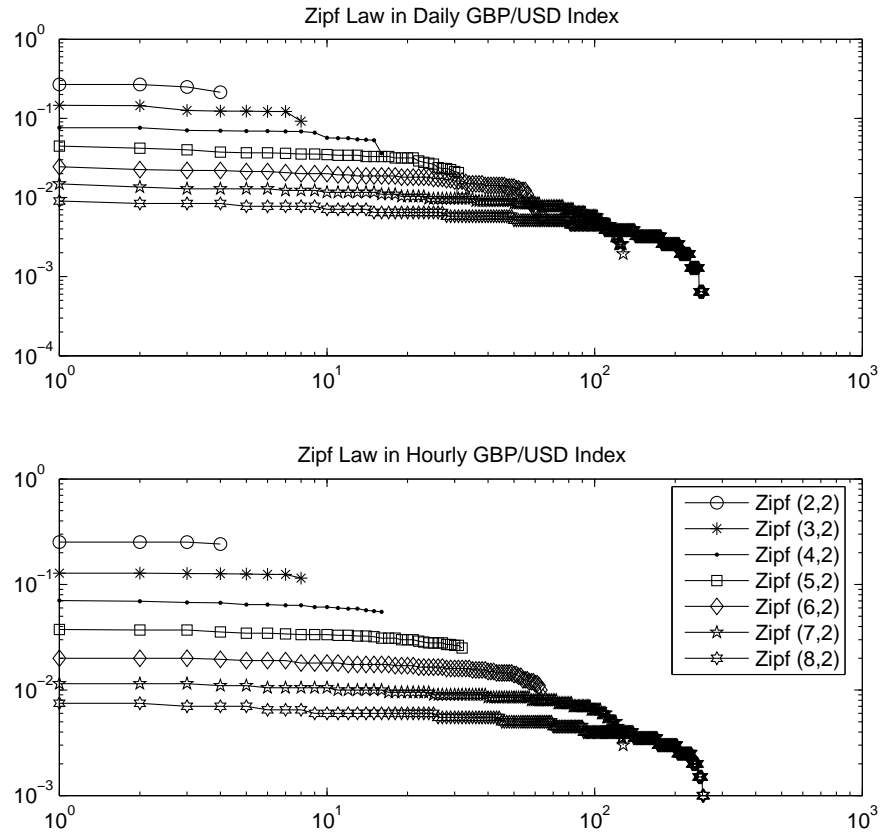 Zipf Law in Daily GBP/USD Index
10^0
10^-1
10^-2
10^-3
10^-4
10^0 10^1 10^2 10^3
Zipf Law in Hourly GBP/USD Index
10^0
10^-1
10^-2
10^-3
10^0 10^1 10^2 10^3
Zipf (2,2)
Zipf (3,2)
Zipf (4,2)
Zipf (5,2)
Zipf (6,2)
Zipf (7,2)
Zipf (8,2)